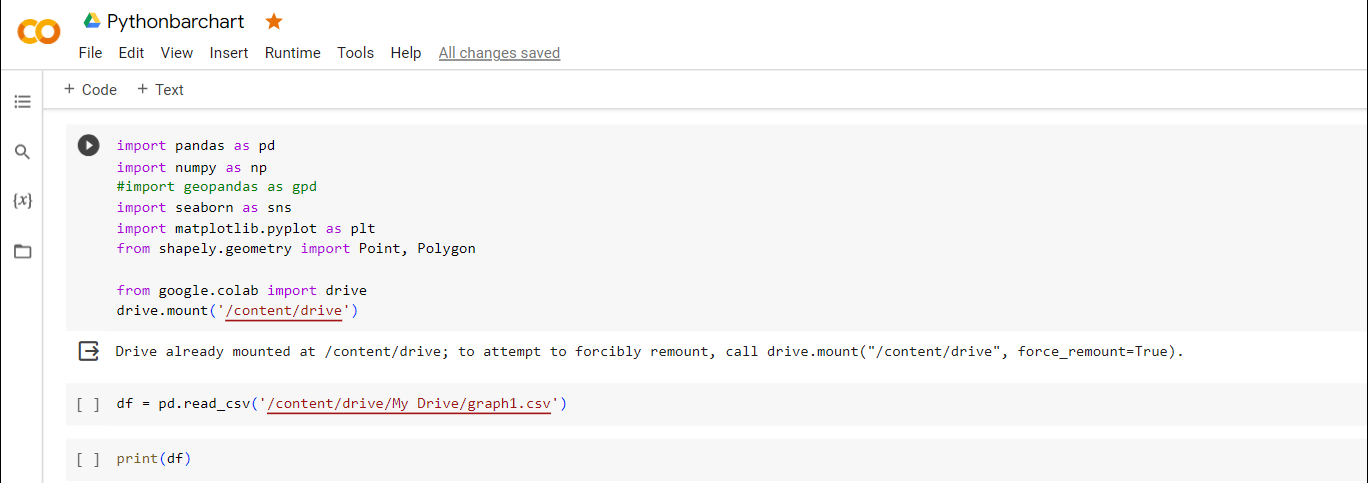 CO Pythonbarchart
File Edit View Insert Runtime Tools Help All changes saved
+ Code + Text
{x}
import pandas as pd
import numpy as np
#import geopandas as gpd
import seaborn as sns
import matplotlib.pyplot as plt
from shapely.geometry import Point, Polygon
from google.colab import drive
drive.mount('/content/drive')
Drive already mounted at /content/drive; to attempt to forcibly remount, call drive.mount("/content/drive", force_remount=True).
[ ] df = pd.read_csv('/content/drive/My Drive/graph1.csv')
[ ] print(df)